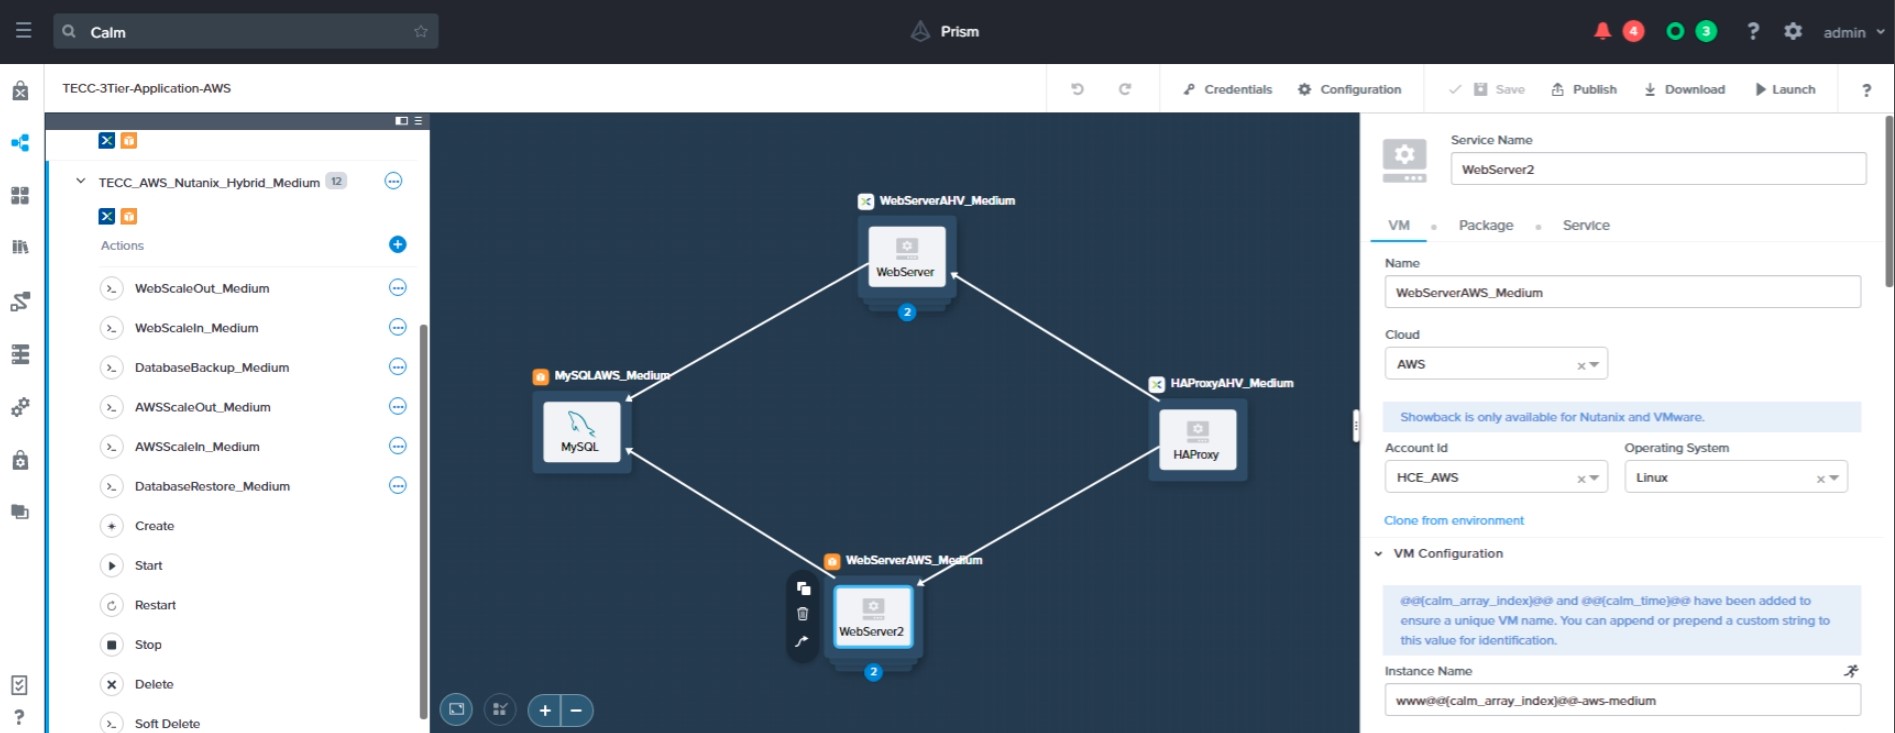 Calm
Prism
4
3
?
admin
TECC-3Tier-Application-AWS
Credentials
Configuration
Save
Publish
Download
Launch
?
TECC_AWS_Nutanix_Hybrid_Medium 12
Actions
WebScaleOut_Medium
WebScaleIn_Medium
DatabaseBackup_Medium
AWSScaleOut_Medium
AWSScaleIn_Medium
DatabaseRestore_Medium
Create
Start
Restart
Stop
Delete
Soft Delete
?
WebServerAHV_Medium
WebServer
2
MySQLAWS_Medium
MySQL
HAProxyAHV_Medium
HAProxy
WebServerAWS_Medium
WebServer2
2
Service Name
WebServer2
VM
Package
Service
Name
WebServerAWS_Medium
Cloud
AWS
Showback is only available for Nutanix and VMware.
Account Id
Operating System
HCE_AWS
Linux
Clone from environment
VM Configuration
@@{calm_array_index}@@ and @@{calm_time}@@ have been added to
ensure a unique VM name. You can append or prepend a custom string to
this value for identification.
Instance Name
www@@{calm_array_index}@@-aws-medium